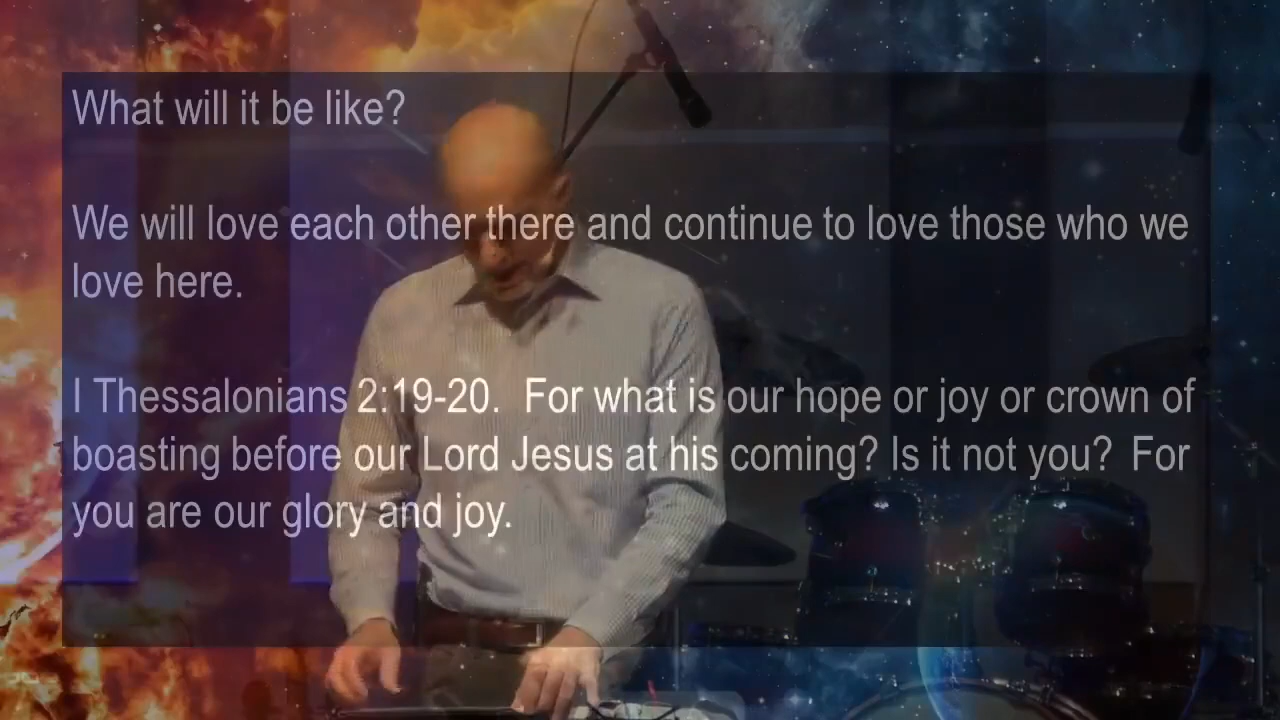 What will it be like?
We will love each other there and continue to love those who we
love here.
I Thessalonians 2:19-20.  For what is our hope or joy or crown of
boasting before our Lord Jesus at his coming? Is it not you?  For
you are our glory and joy.